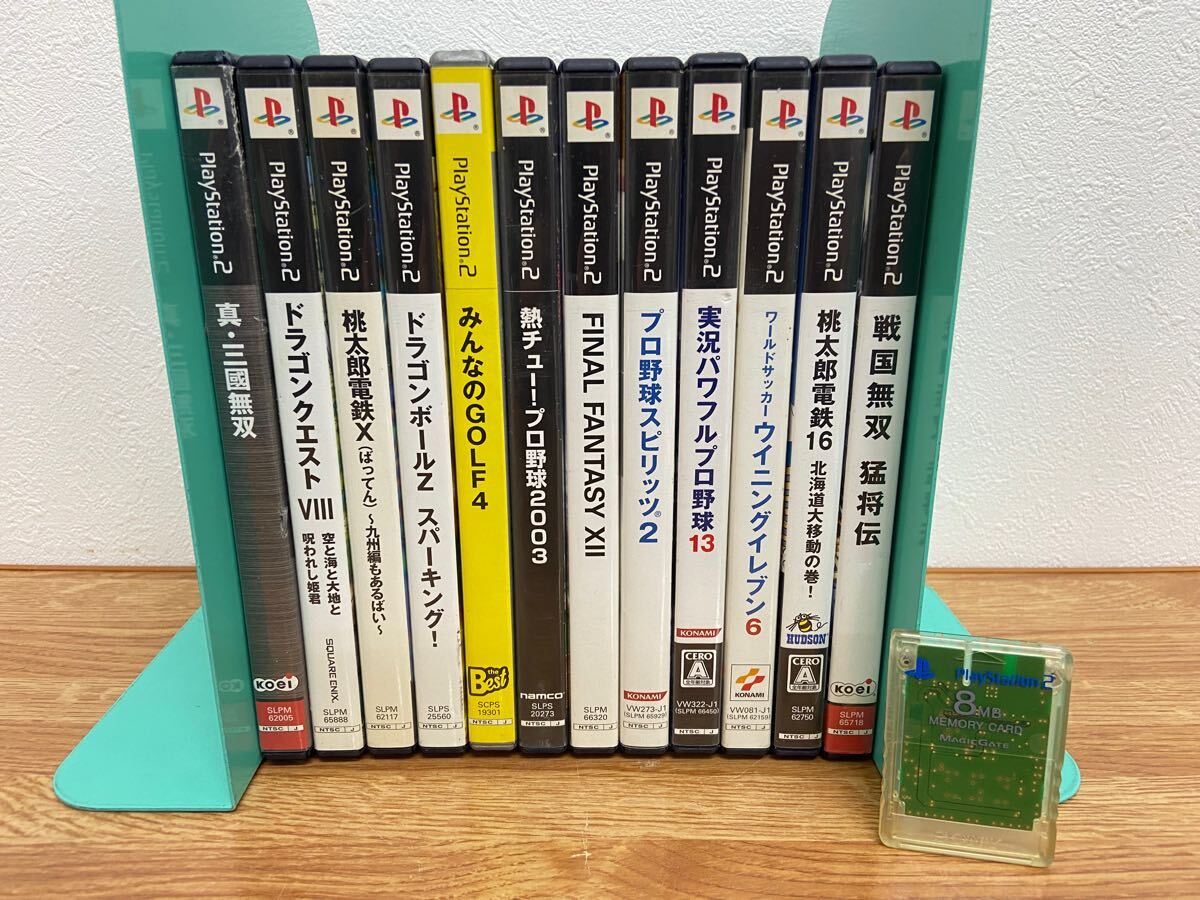 PlayStation®2
真・三國無双
KOEI
SLPM
62005
NTSC J
PlayStation®2
ドラゴンクエスト VIII
空と海と大地と
呪われし姫君
SQUARE ENIX
SLPM
65888
NTSC J
PlayStation®2
桃太郎電鉄X（ばってん）～九州編もあるばい～
SLPM
62117
NTSC J
PlayStation®2
ドラゴンボールZ スパーキング！
SLPS
25560
NTSC J
PlayStation®2
みんなのGOLF4
the Best
SCPS
19301
NTSC J
PlayStation®2
熱チュー！プロ野球2003
namco
SLPS
20273
NTSC J
PlayStation®2
FINAL FANTASY XII
SLPM
66320
NTSC J
PlayStation®2
プロ野球スピリッツ®2
KONAMI
VW273-J1
(SLPM 65929)
NTSC J
PlayStation®2
実況パワフルプロ野球13
KONAMI
CERO
A
全年齢対象
VW322-J1
(SLPM 66450)
NTSC J
PlayStation®2
ワールドサッカーウイニングイレブン6
KONAMI
VW081-J1
(SLPM 62159)
NTSC J
PlayStation®2
桃太郎電鉄16 北海道大移動の巻！
HUDSON
CERO
A
全年齢対象
SLPM
62750
NTSC J
PlayStation®2
戦国無双 猛将伝
KOEI
SLPM
65718
NTSC J
PlayStation 2
8MB
MEMORY CARD
MAGICGATE